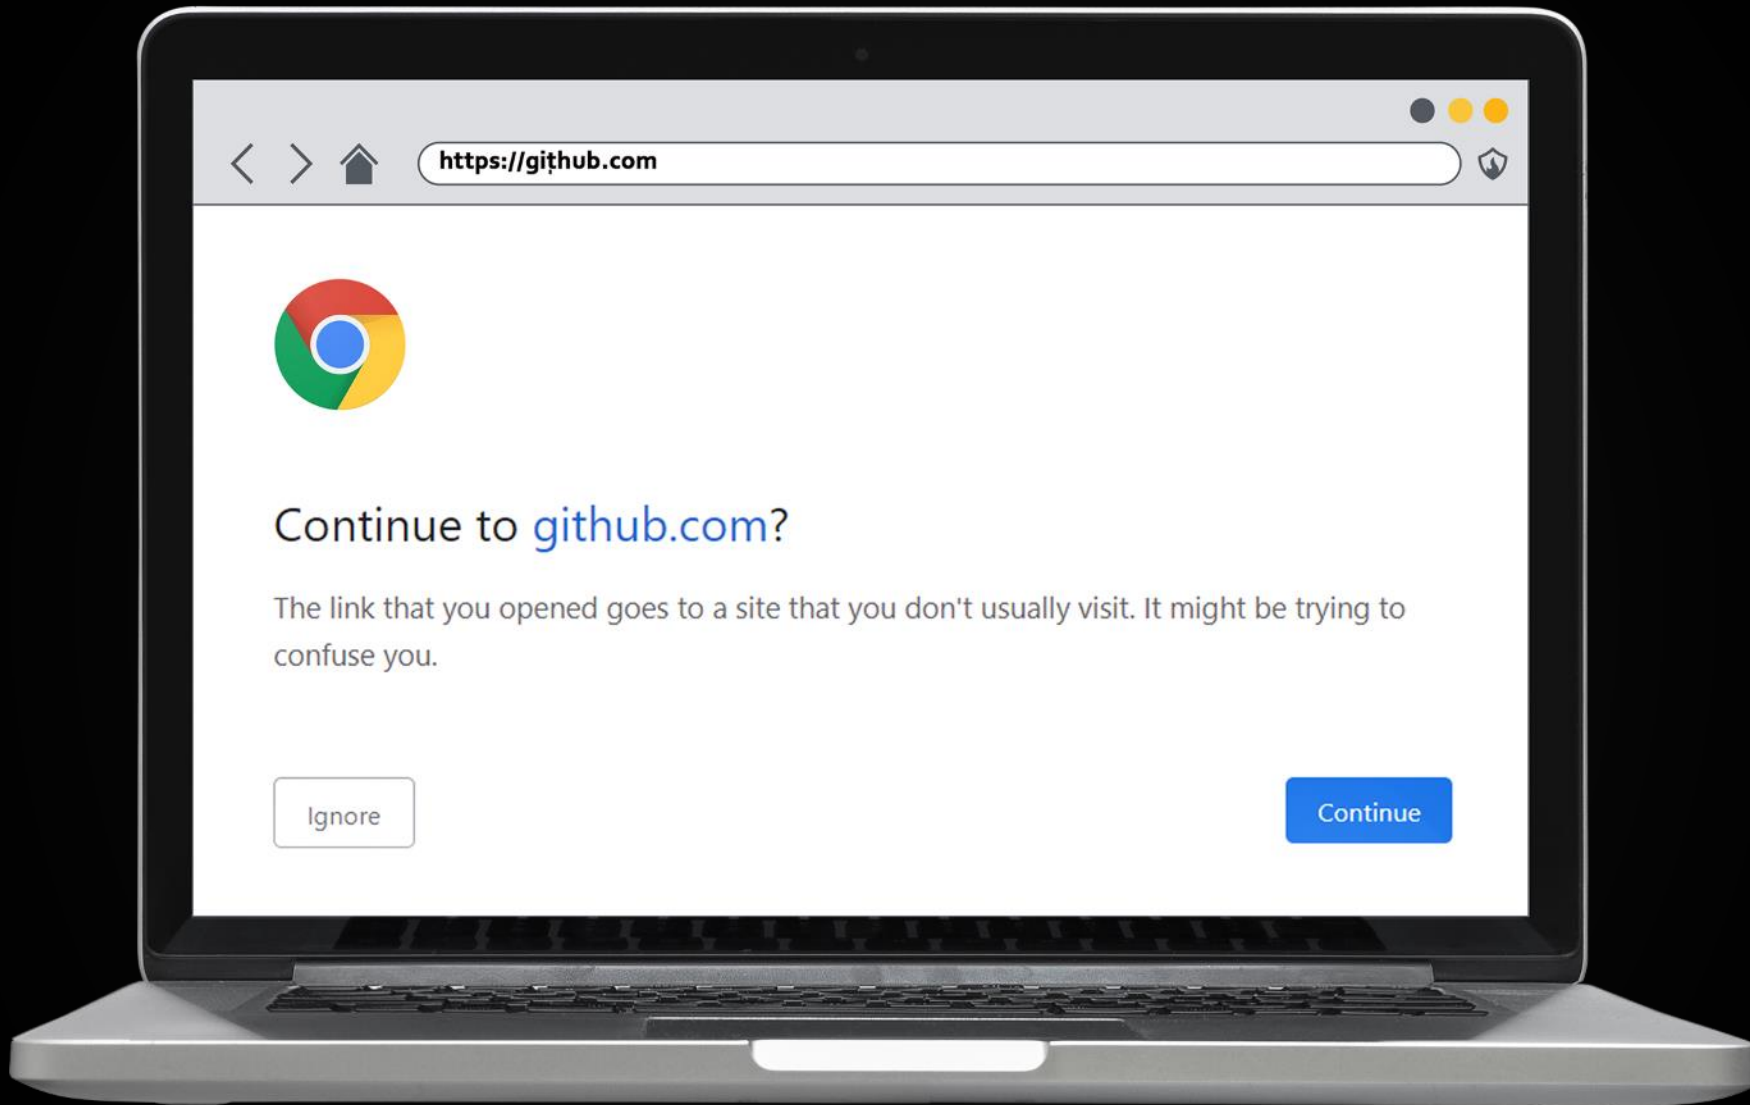 https://giṭhub.com
Continue to github.com?
The link that you opened goes to a site that you don't usually visit. It might be trying to
confuse you.
Ignore
Continue